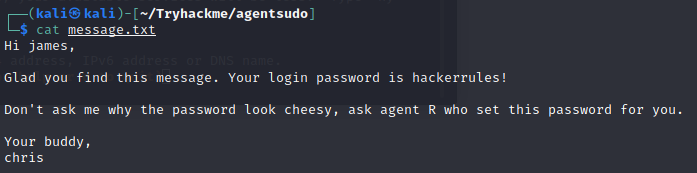 ┌──(kali㉿kali)-[~/Tryhackme/agentsudo]
└─$ cat message.txt
Hi james,
address, IPv6 address or DNS name.
Glad you find this message. Your login password is hackerrules!
Don't ask me why the password look cheesy, ask agent R who set this password for you.
Your buddy,
chris